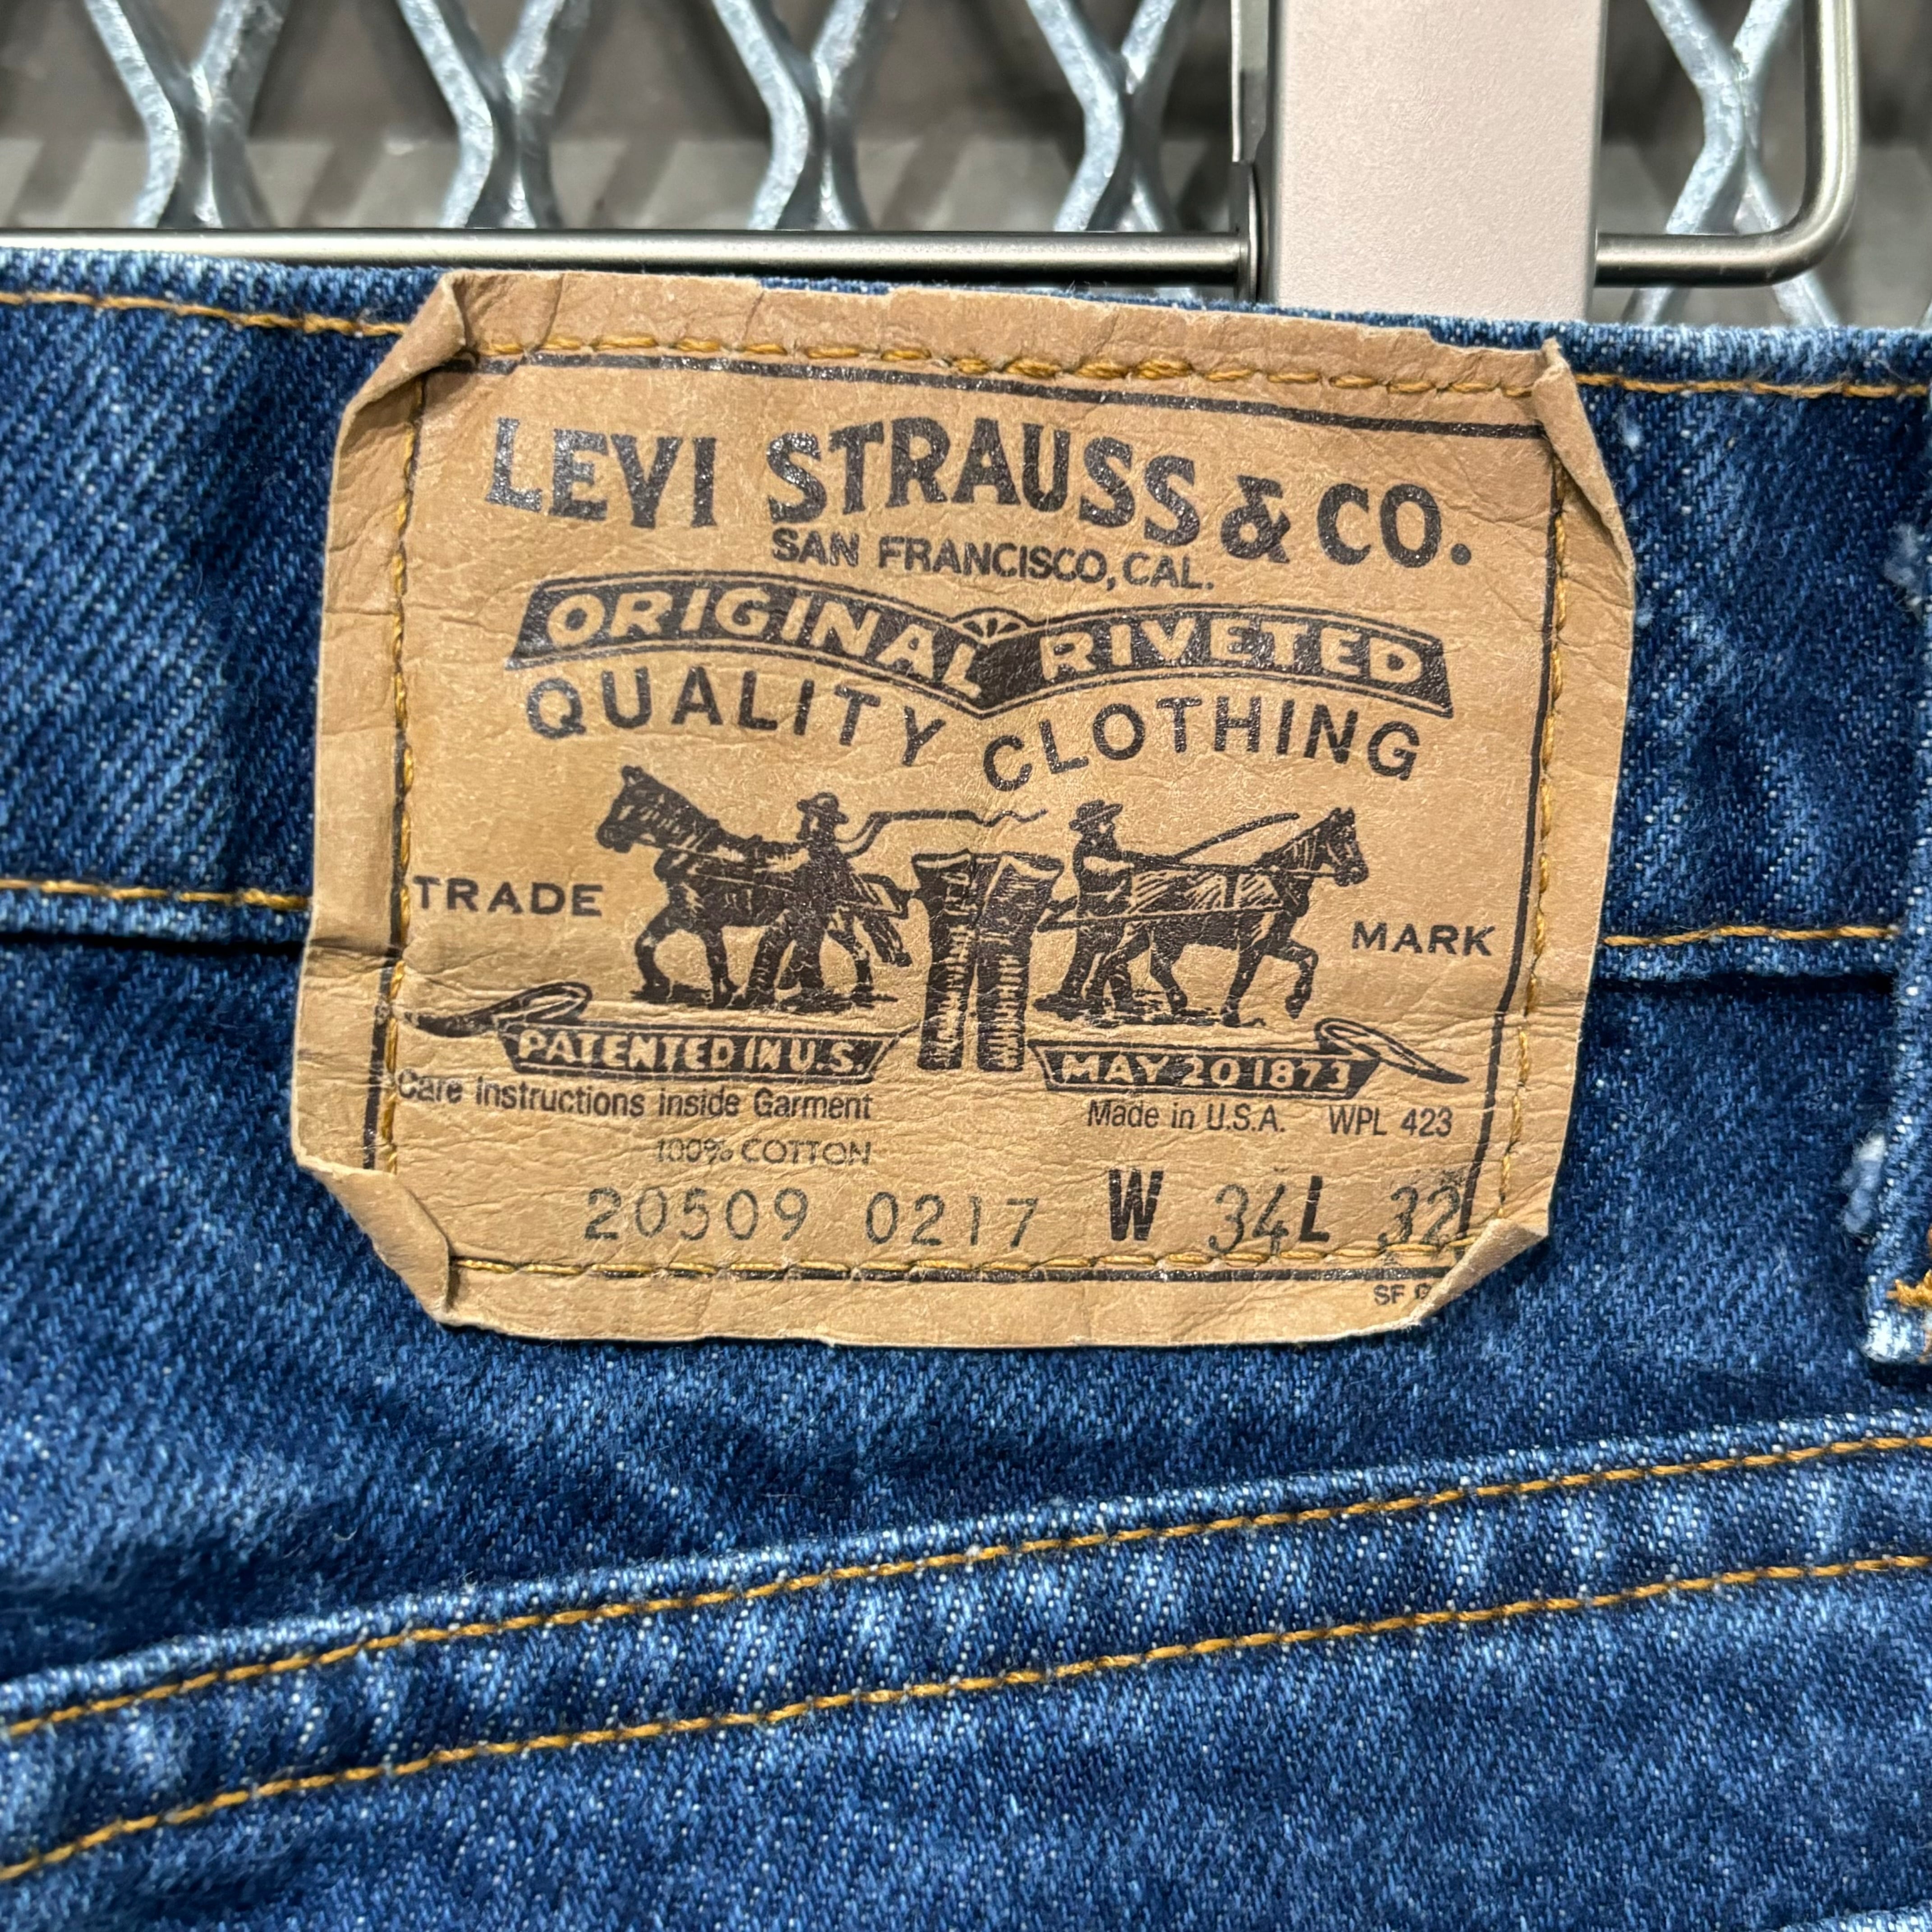 LEVI STRAUSS & CO.
SAN FRANCISCO, CAL.
ORIGINAL RIVETED
QUALITY CLOTHING
TRADE MARK
PATENTED IN U.S. MAY 20 1873
Care Instructions Inside Garment Made in U.S.A. WPL 423
100% COTTON
20509 0217 W 34 L 32
SF